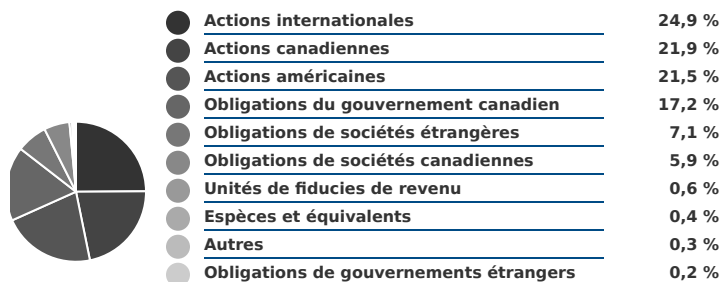 Actions internationales 24,9 %
Actions canadiennes 21,9 %
Actions américaines 21,5 %
Obligations du gouvernement canadien 17,2 %
Obligations de sociétés étrangères 7,1 %
Obligations de sociétés canadiennes 5,9 %
Unités de fiducies de revenu 0,6 %
Espèces et équivalents 0,4 %
Autres 0,3 %
Obligations de gouvernements étrangers 0,2 %